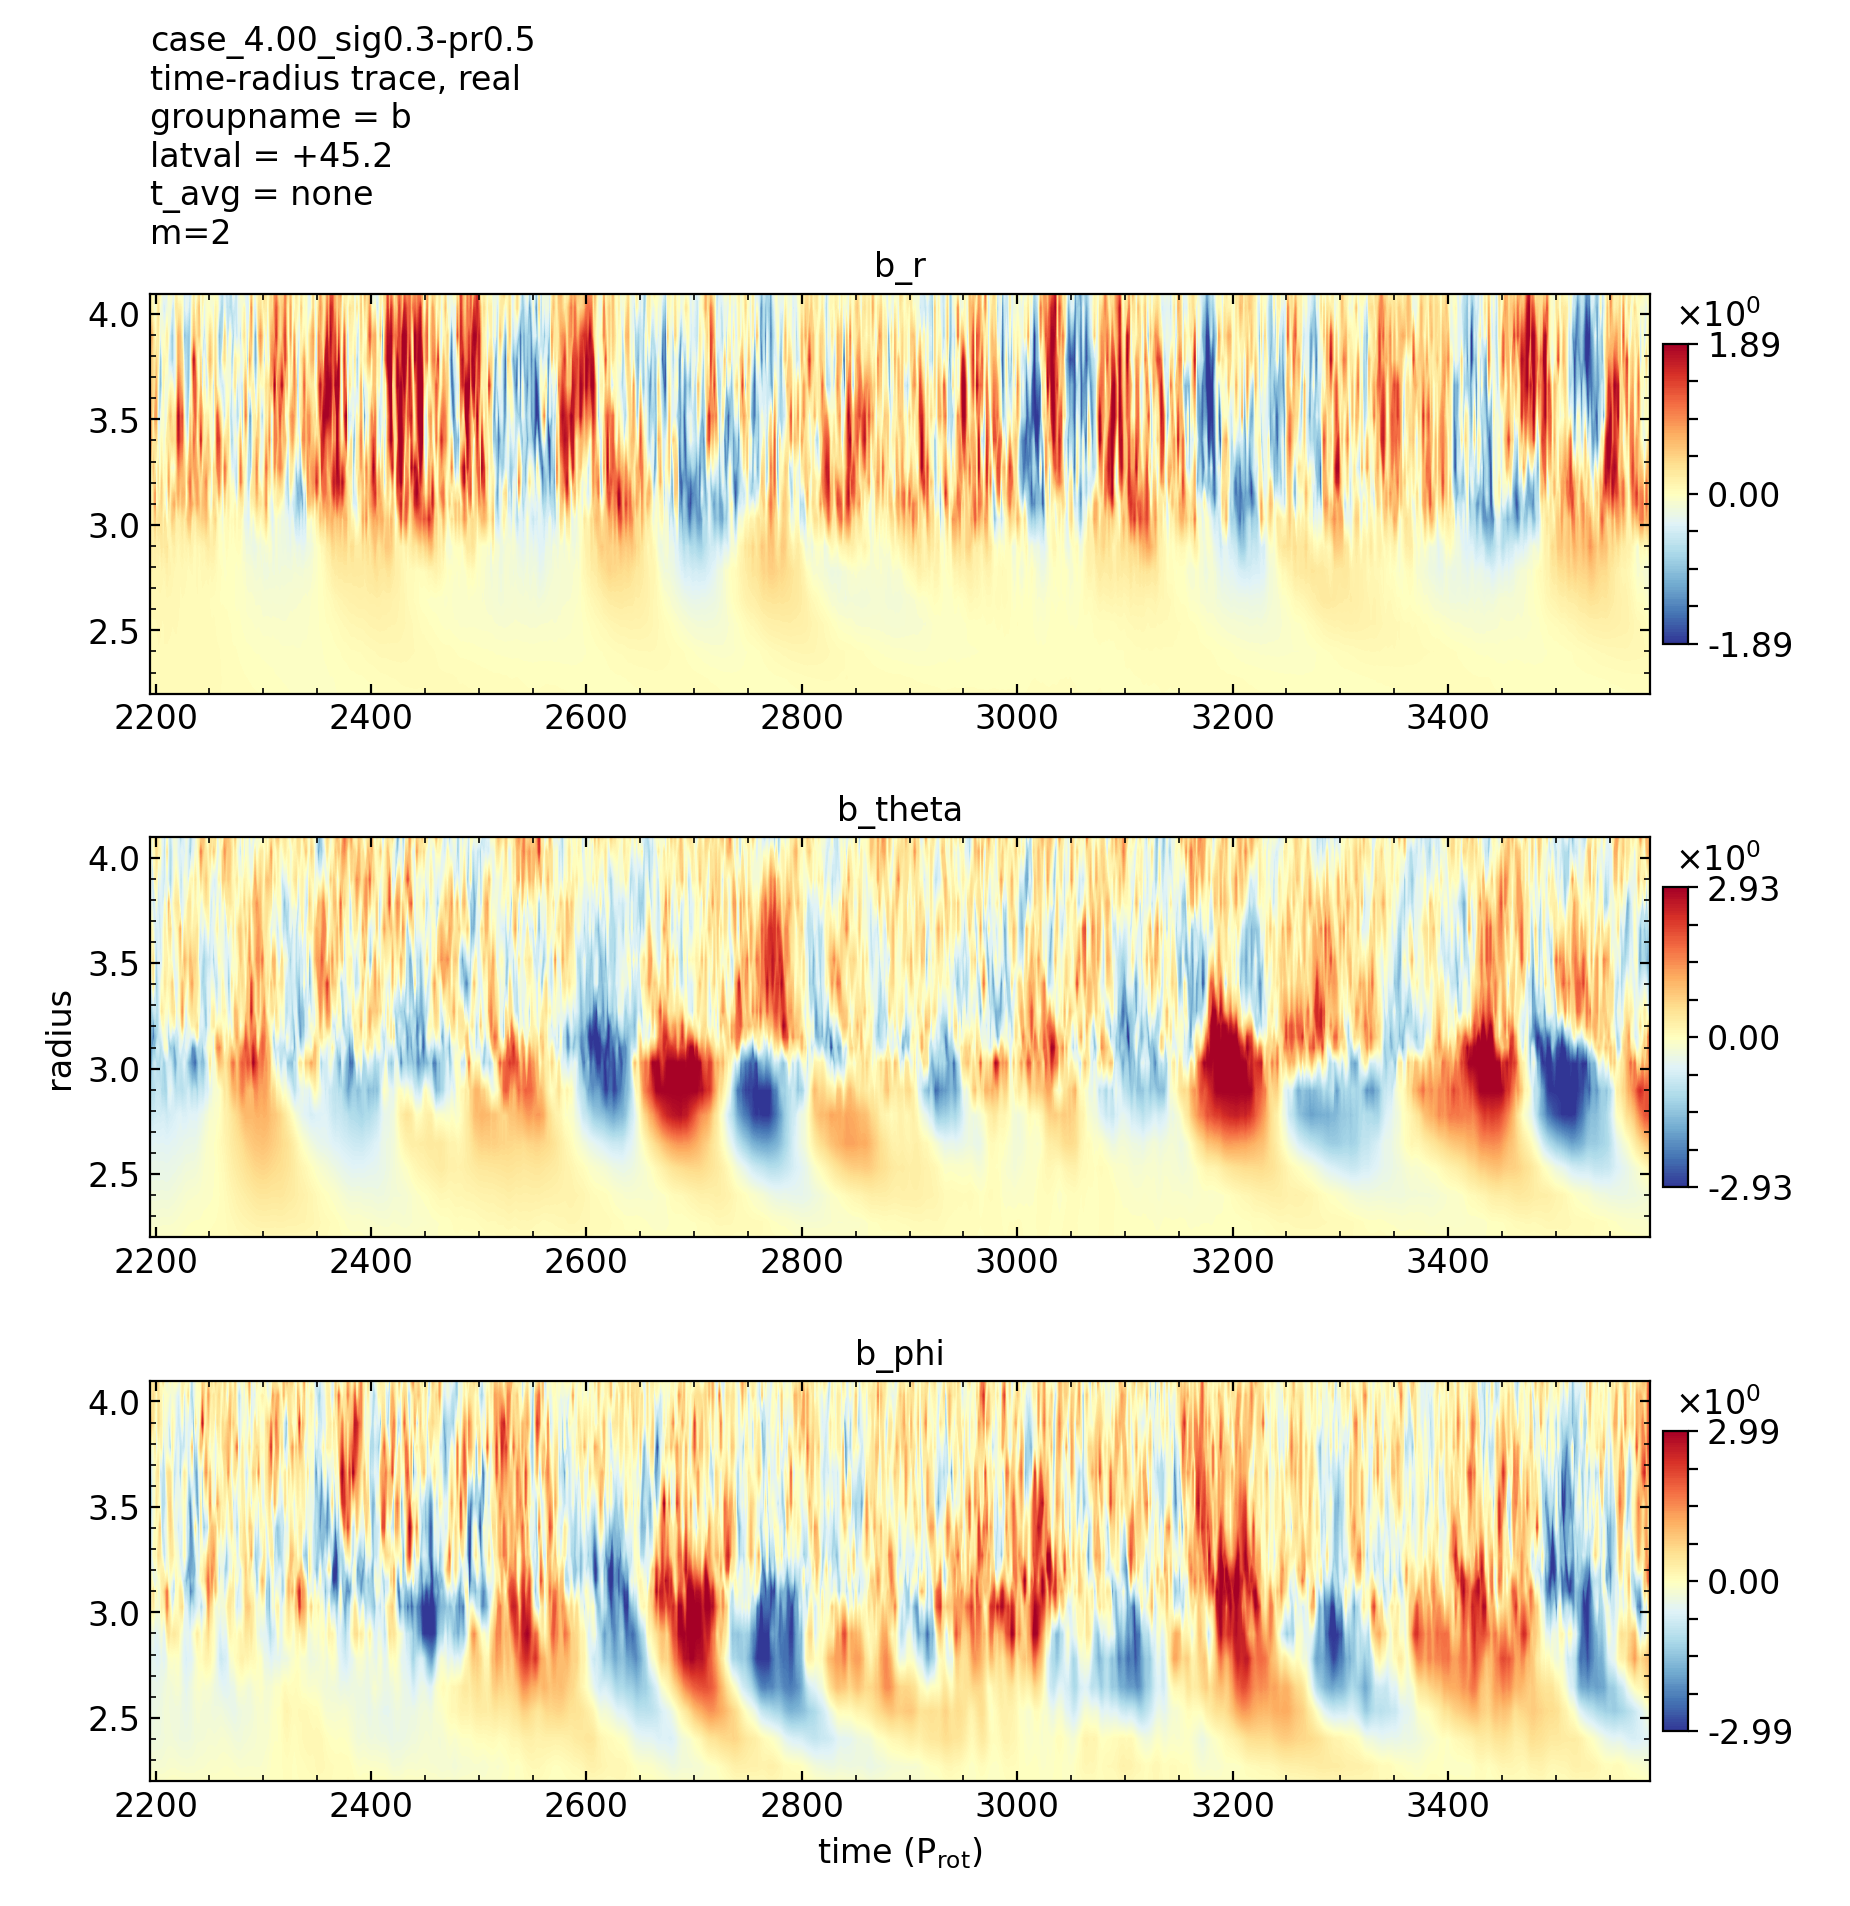 case_4.00_sig0.3-pr0.5
time-radius trace, real
groupname = b
latval = +45.2
t_avg = none
m=2
b_r
4.0
3.5
3.0
2.5
×10⁰
1.89
0.00
-1.89
2200 2400 2600 2800 3000 3200 3400
b_theta
radius
4.0
3.5
3.0
2.5
×10⁰
2.93
0.00
-2.93
2200 2400 2600 2800 3000 3200 3400
b_phi
4.0
3.5
3.0
2.5
×10⁰
2.99
0.00
-2.99
2200 2400 2600 2800 3000 3200 3400
time (P_rot)